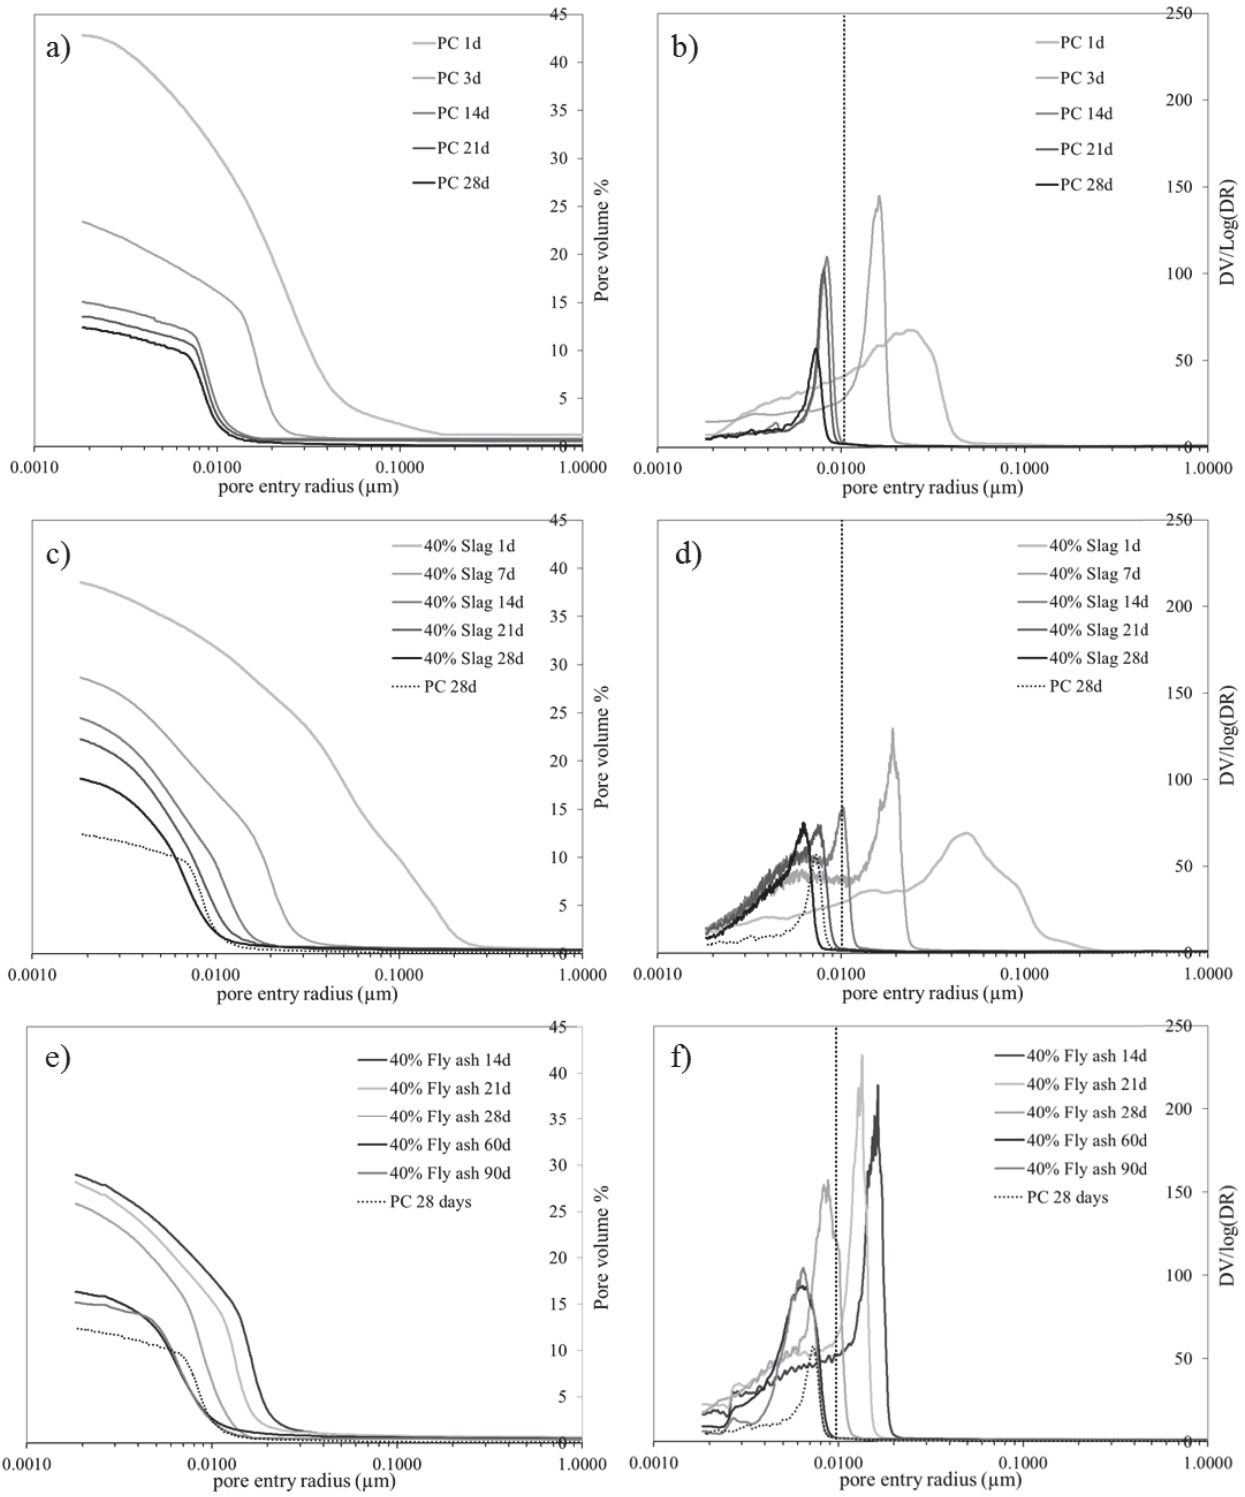 a)
PC 1d
PC 3d
PC 14d
PC 21d
PC 28d
45
40
35
30
25
20
15
10
5
0
Pore volume %
0.0010 0.0100 0.1000 1.0000
pore entry radius (µm)
b)
PC 1d
PC 3d
PC 14d
PC 21d
PC 28d
250
200
150
100
50
0
DV/Log(DR)
0.0010 0.0100 0.1000 1.0000
pore entry radius (µm)
c)
40% Slag 1d
40% Slag 7d
40% Slag 14d
40% Slag 21d
40% Slag 28d
PC 28d
45
40
35
30
25
20
15
10
5
0
Pore volume %
0.0010 0.0100 0.1000 1.0000
pore entry radius (µm)
d)
40% Slag 1d
40% Slag 7d
40% Slag 14d
40% Slag 21d
40% Slag 28d
PC 28d
250
200
150
100
50
0
DV/log(DR)
0.0010 0.0100 0.1000 1.0000
pore entry radius (µm)
e)
40% Fly ash 14d
40% Fly ash 21d
40% Fly ash 28d
40% Fly ash 60d
40% Fly ash 90d
PC 28 days
45
40
35
30
25
20
15
10
5
0
Pore volume %
0.0010 0.0100 0.1000 1.0000
pore entry radius (µm)
f)
40% Fly ash 14d
40% Fly ash 21d
40% Fly ash 28d
40% Fly ash 60d
40% Fly ash 90d
PC 28 days
250
200
150
100
50
0
DV/log(DR)
0.0010 0.0100 0.1000 1.0000
pore entry radius (µm)